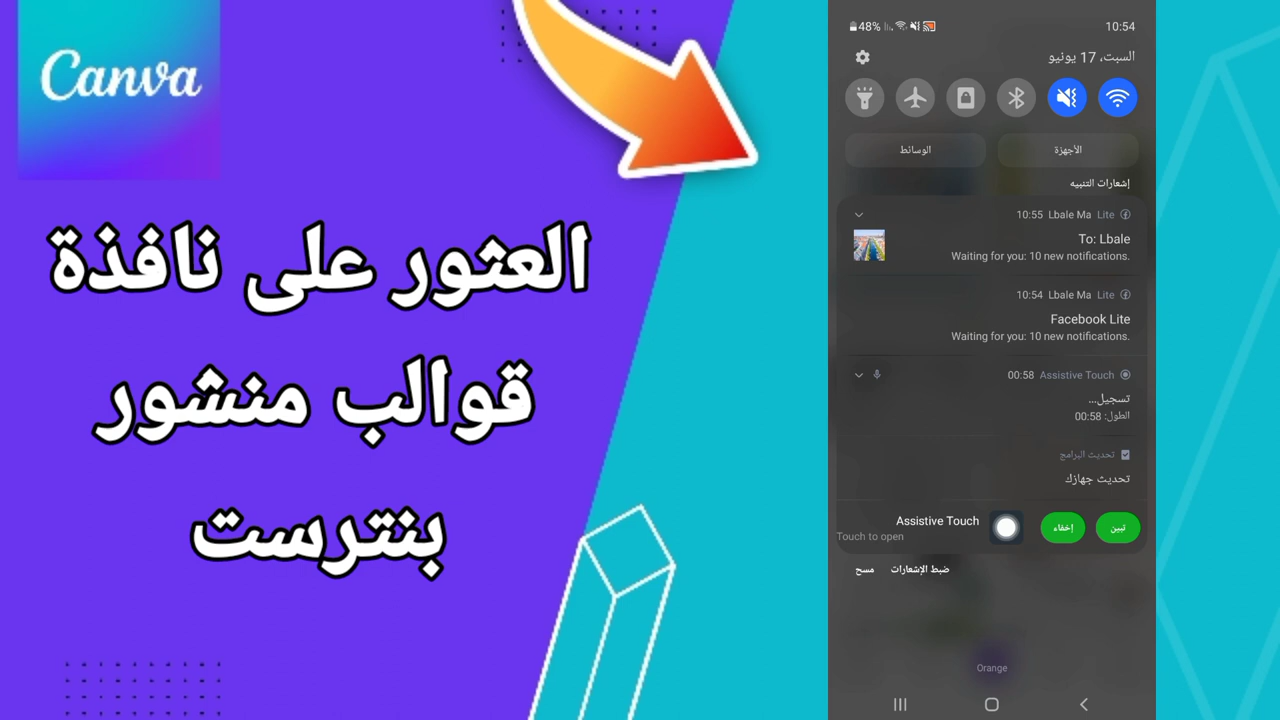 Canva
العثور على نافذة
قوالب منشور
بنترست
10:54
48%
السبت، 17 يونيو
الأجهزة
الوسائط
إشعارات التنبيه
Lite Lbale Ma 10:55
To: Lbale
Waiting for you: 10 new notifications.
Lite Lbale Ma 10:54
Facebook Lite
Waiting for you: 10 new notifications.
Assistive Touch 00:58
تسجيل...
الطول: 00:58
تحديث البرامج
تحديث جهازك
تبين
إخفاء
Assistive Touch
Touch to open
ضبط الإشعارات
مسح
Orange